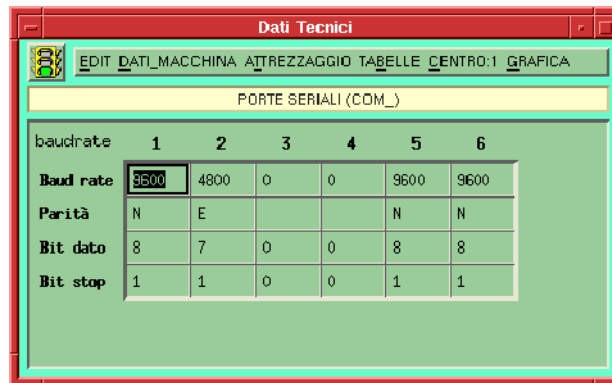 Dati Tecnici
EDIT DATI_MACCHINA ATTREZZAGGIO TABELLE CENTRO:1 GRAFICA
PORTE SERIALI (COM_)
baudrate 1 2 3 4 5 6
Baud rate 9600 4800 0 0 9600 9600
Parità N E N N
Bit dato 8 7 0 0 8 8
Bit stop 1 1 0 0 1 1